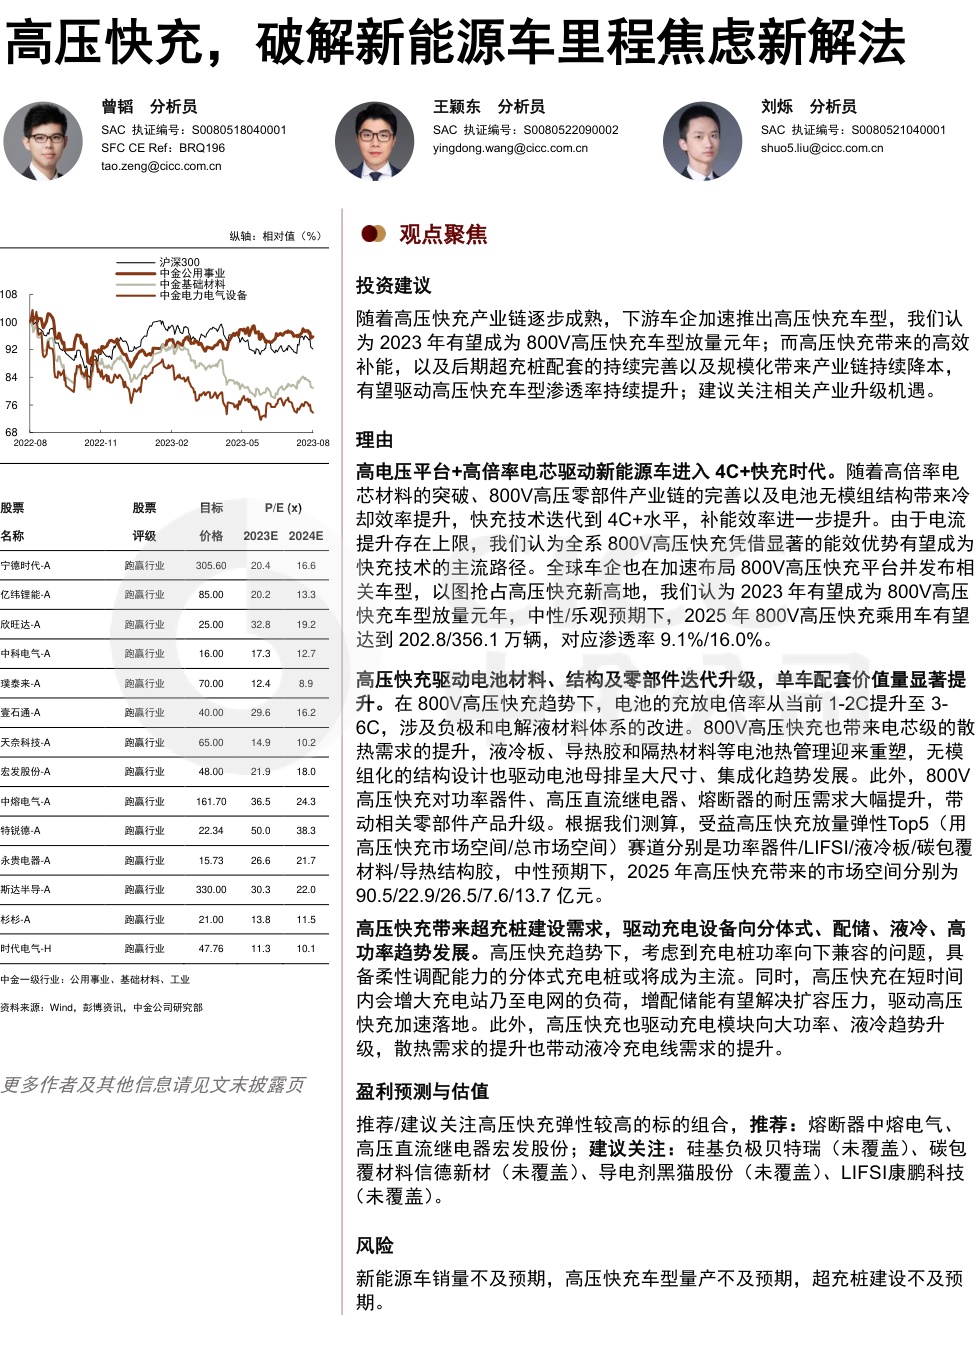 高压快充，破解新能源车里程焦虑新解法
曾韬 分析员
SAC 执证编号：S0080518040001
SFC CE Ref：BRQ196
tao.zeng@cicc.com.cn
王颖东 分析员
SAC 执证编号：S0080522090002
yingdong.wang@cicc.com.cn
刘烁 分析员
SAC 执证编号：S0080521040001
shuo5.liu@cicc.com.cn
纵轴：相对值（%）
沪深300
中金公用事业
中金基础材料
中金电力电气设备
108
100
92
84
76
68
2022-08 2022-11 2023-02 2023-05 2023-08
股票 股票 目标 P/E (x)
名称 评级 价格 2023E 2024E
宁德时代-A 跑赢行业 305.60 20.4 16.6
亿纬锂能-A 跑赢行业 85.00 20.2 13.3
欣旺达-A 跑赢行业 25.00 32.8 19.2
中科电气-A 跑赢行业 16.00 17.3 12.7
璞泰来-A 跑赢行业 70.00 12.4 8.9
壹石通-A 跑赢行业 40.00 29.6 16.2
天奈科技-A 跑赢行业 65.00 14.9 10.2
宏发股份-A 跑赢行业 48.00 21.9 18.0
中熔电气-A 跑赢行业 161.70 36.5 24.3
特锐德-A 跑赢行业 22.34 50.0 38.3
永贵电器-A 跑赢行业 15.73 26.6 21.7
斯达半导-A 跑赢行业 330.00 30.3 22.0
杉杉-A 跑赢行业 21.00 13.8 11.5
时代电气-H 跑赢行业 47.76 11.3 10.1
中金一级行业：公用事业、基础材料、工业
资料来源：Wind，彭博资讯，中金公司研究部
更多作者及其他信息请见文末披露页
观点聚焦
投资建议
随着高压快充产业链逐步成熟，下游车企加速推出高压快充车型，我们认
为 2023 年有望成为 800V高压快充车型放量元年；而高压快充带来的高效
补能，以及后期超充桩配套的持续完善以及规模化带来产业链持续降本，
有望驱动高压快充车型渗透率持续提升；建议关注相关产业升级机遇。
理由
高电压平台+高倍率电芯驱动新能源车进入 4C+快充时代。随着高倍率电
芯材料的突破、800V高压零部件产业链的完善以及电池无模组结构带来冷
却效率提升，快充技术迭代到 4C+水平，补能效率进一步提升。由于电流
提升存在上限，我们认为全系 800V高压快充凭借显著的能效优势有望成为
快充技术的主流路径。全球车企也在加速布局 800V高压快充平台并发布相
关车型，以图抢占高压快充新高地，我们认为 2023 年有望成为 800V高压
快充车型放量元年，中性/乐观预期下，2025 年 800V高压快充乘用车有望
达到 202.8/356.1 万辆，对应渗透率 9.1%/16.0%。
高压快充驱动电池材料、结构及零部件迭代升级，单车配套价值量显著提
升。在 800V高压快充趋势下，电池的充放电倍率从当前 1-2C提升至 3-
6C，涉及负极和电解液材料体系的改进。800V高压快充也带来电芯级的散
热需求的提升，液冷板、导热胶和隔热材料等电池热管理迎来重塑，无模
组化的结构设计也驱动电池母排呈大尺寸、集成化趋势发展。此外，800V
高压快充对功率器件、高压直流继电器、熔断器的耐压需求大幅提升，带
动相关零部件产品升级。根据我们测算，受益高压快充放量弹性Top5（用
高压快充市场空间/总市场空间）赛道分别是功率器件/LIFSI/液冷板/碳包覆
材料/导热结构胶，中性预期下，2025 年高压快充带来的市场空间分别为
90.5/22.9/26.5/7.6/13.7 亿元。
高压快充带来超充桩建设需求，驱动充电设备向分体式、配储、液冷、高
功率趋势发展。高压快充趋势下，考虑到充电桩功率向下兼容的问题，具
备柔性调配能力的分体式充电桩或将成为主流。同时，高压快充在短时间
内会增大充电站乃至电网的负荷，增配储能有望解决扩容压力，驱动高压
快充加速落地。此外，高压快充也驱动充电模块向大功率、液冷趋势升
级，散热需求的提升也带动液冷充电线需求的提升。
盈利预测与估值
推荐/建议关注高压快充弹性较高的标的组合，推荐：熔断器中熔电气、
高压直流继电器宏发股份；建议关注：硅基负极贝特瑞（未覆盖）、碳包
覆材料信德新材（未覆盖）、导电剂黑猫股份（未覆盖）、LIFSI康鹏科技
（未覆盖）。
风险
新能源车销量不及预期，高压快充车型量产不及预期，超充桩建设不及预
期。